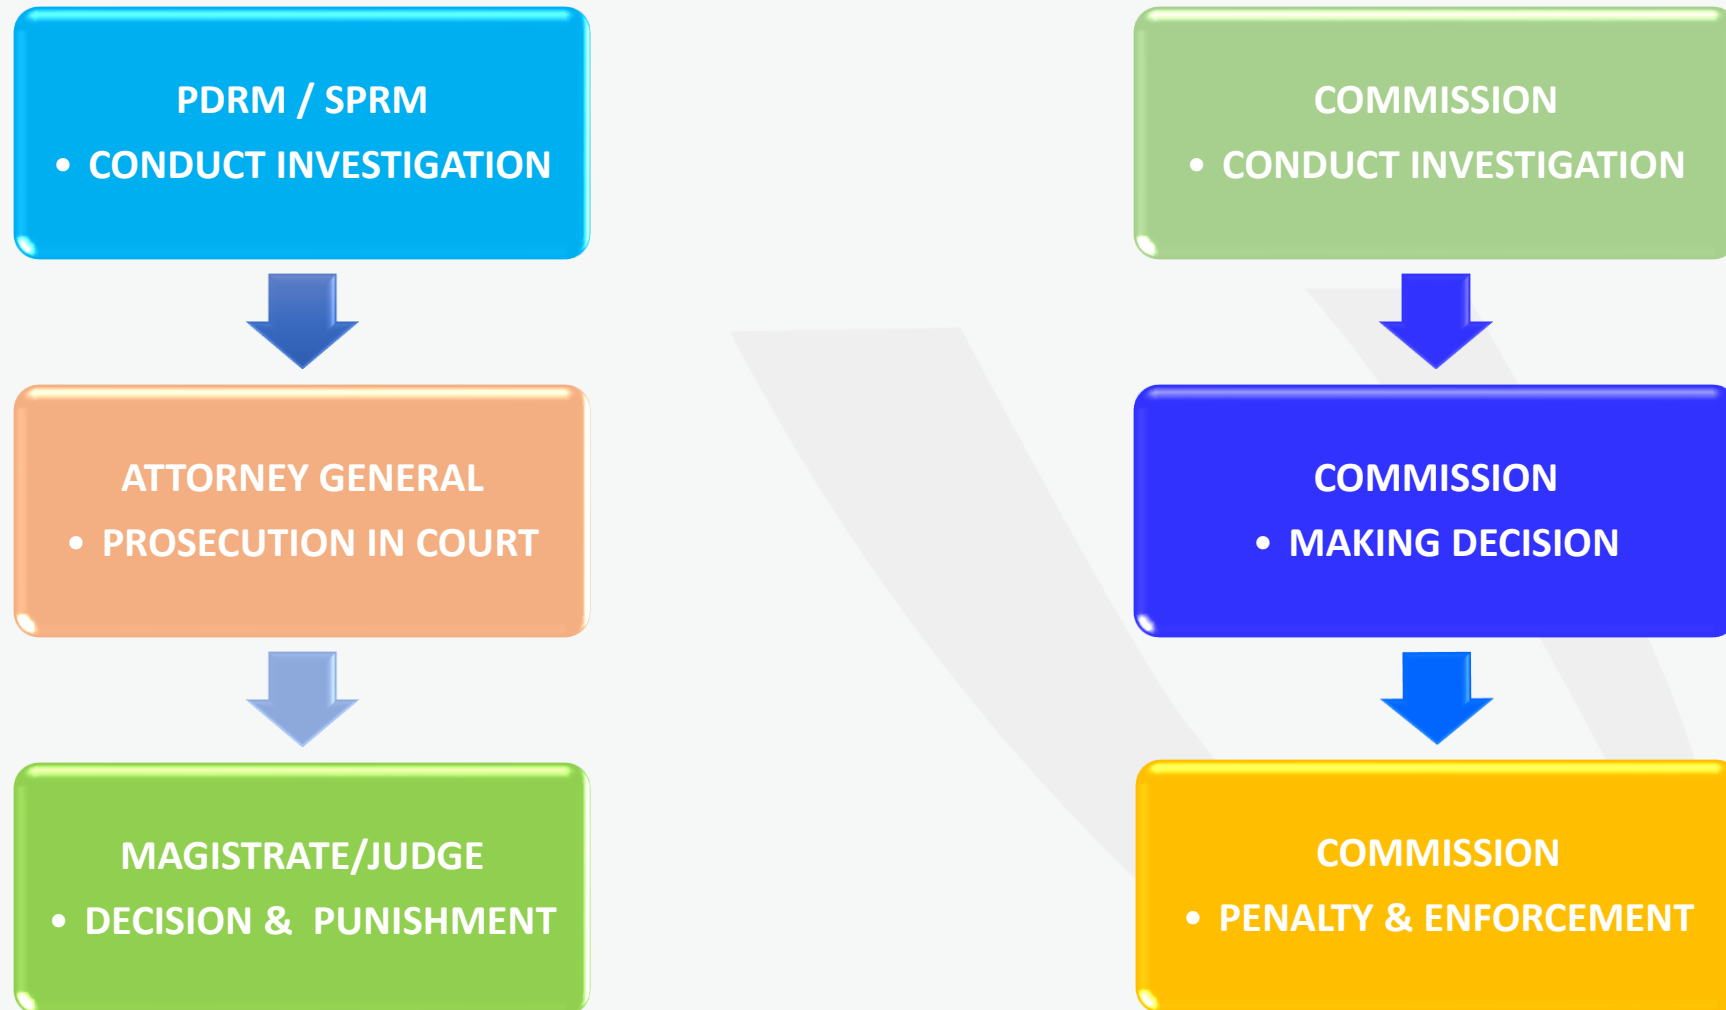 PDRM / SPRM
• CONDUCT INVESTIGATION
ATTORNEY GENERAL
• PROSECUTION IN COURT
MAGISTRATE/JUDGE
• DECISION & PUNISHMENT
COMMISSION
• CONDUCT INVESTIGATION
COMMISSION
• MAKING DECISION
COMMISSION
• PENALTY & ENFORCEMENT